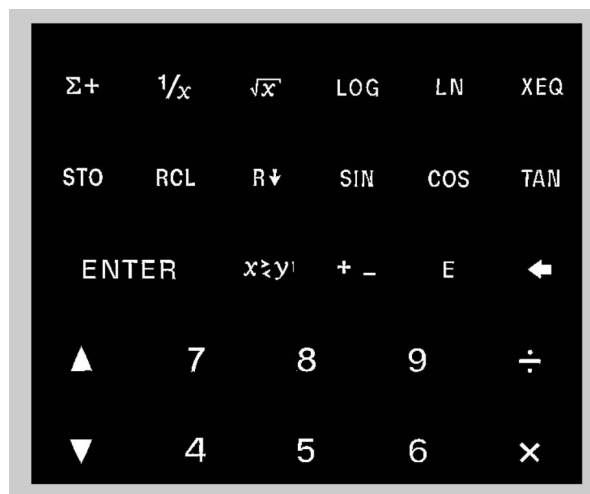 Σ+ 1/x √x LOG LN XEQ
STO RCL R↓ SIN COS TAN
ENTER x≷y + − E ←
▲ 7 8 9 ÷
▼ 4 5 6 ×